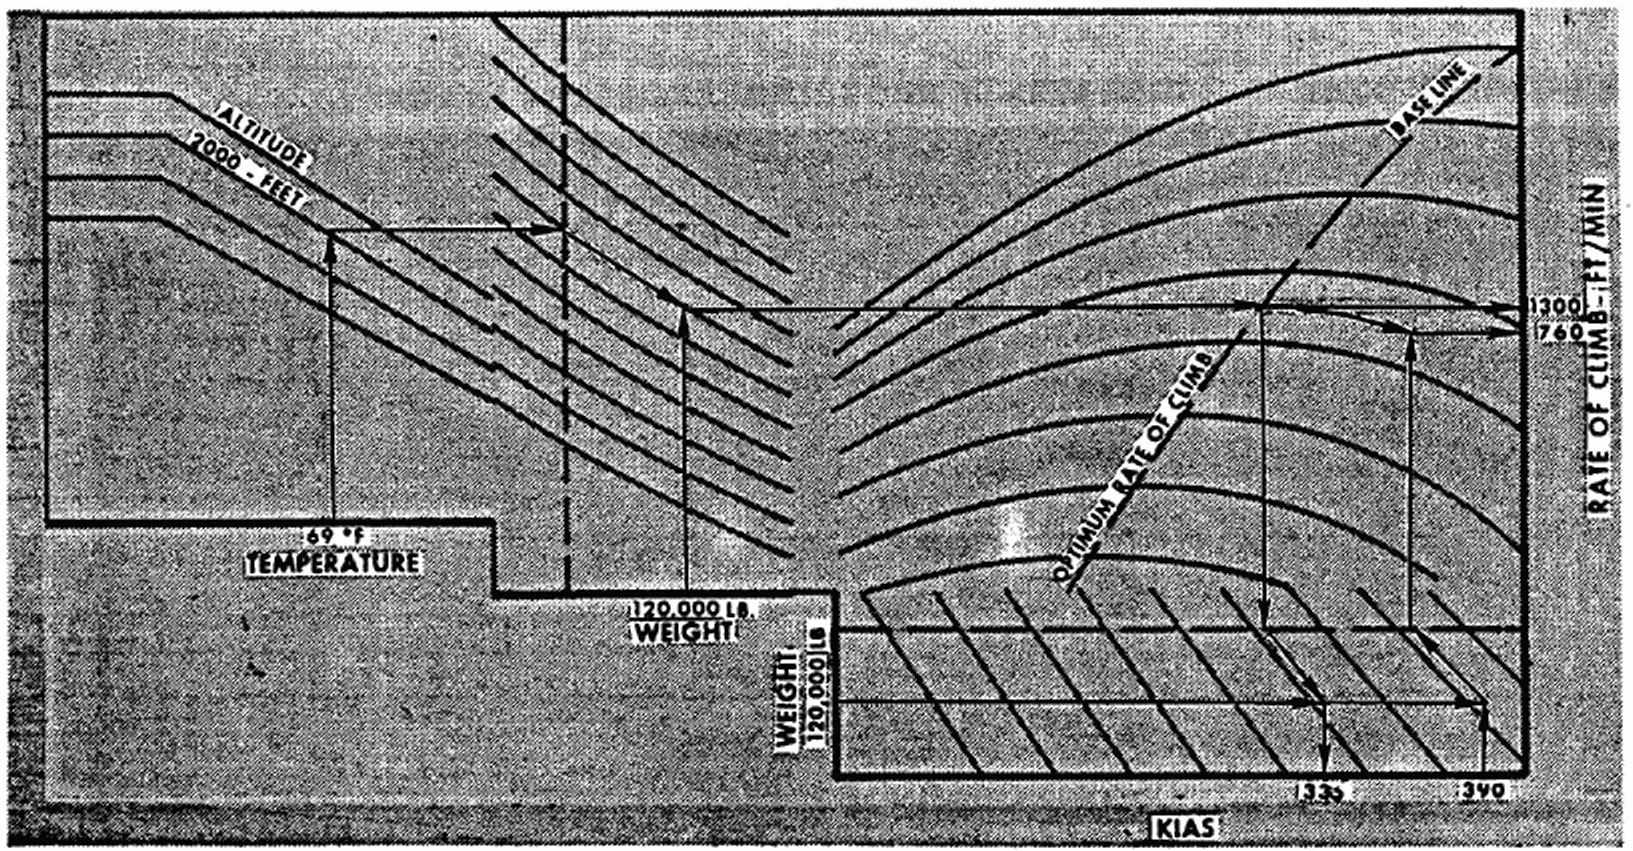 ALTITUDE
2000 - FEET
BASE LINE
OPTIMUM RATE OF CLIMB
1300
760
RATE OF CLIMB-FT/MIN
69 °F
TEMPERATURE
120,000 LB.
WEIGHT
WEIGHT
120,000 LB
335
390
KIAS